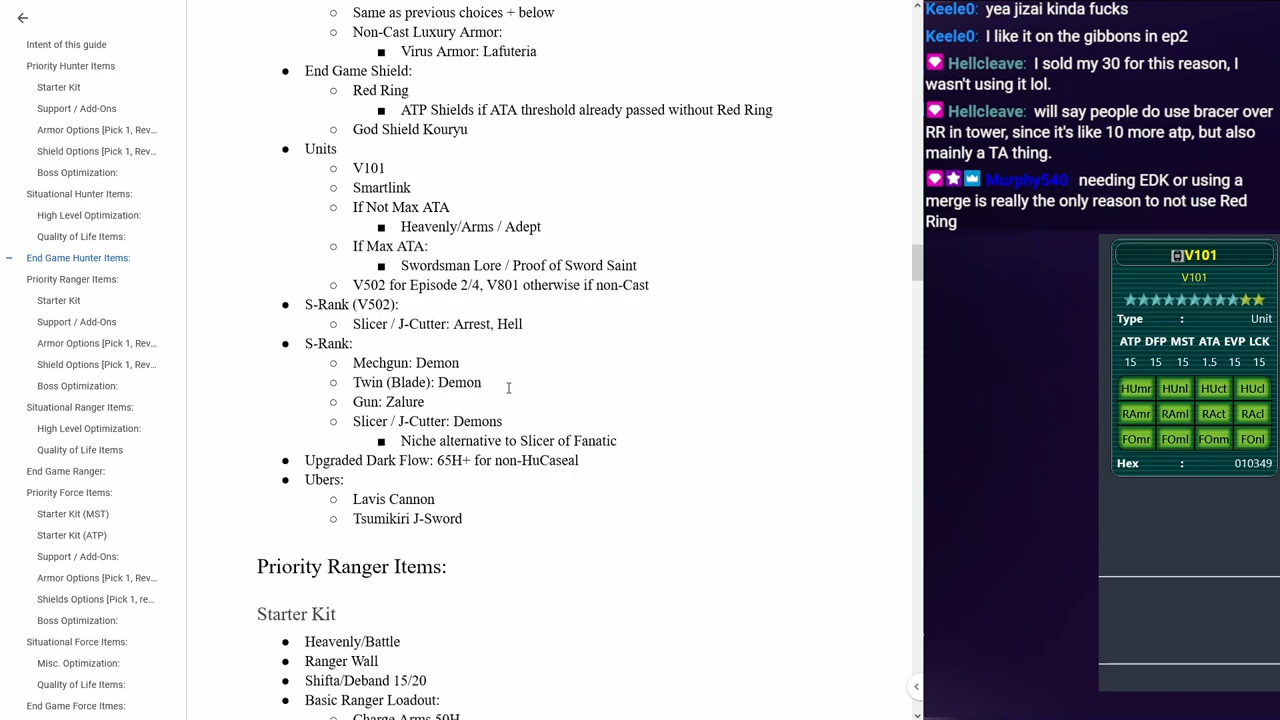 Intent of this guide
Priority Hunter Items
Starter Kit
Support / Add-Ons
Armor Options [Pick 1, Rev...
Shield Options [Pick 1, Rev...
Boss Optimization:
Situational Hunter Items:
High Level Optimization:
Quality of Life Items:
End Game Hunter Items:
Priority Ranger Items:
Starter Kit
Support / Add-Ons:
Armor Options [Pick 1, Rev...
Shield Options [Pick 1, Rev...
Boss Optimization:
Situational Ranger Items:
High Level Optimization:
Quality of Life Items
End Game Ranger:
Priority Force Items:
Starter Kit (MST)
Starter Kit (ATP)
Support / Add-Ons:
Armor Options [Pick 1, Rev...
Shields Options [Pick 1, re...
Boss Optimization:
Situational Force Items:
Misc. Optimization:
Quality of Life Items:
End Game Force Itmes:
Same as previous choices + below
Non-Cast Luxury Armor:
Virus Armor: Lafuteria
End Game Shield:
Red Ring
ATP Shields if ATA threshold already passed without Red Ring
God Shield Kouryu
Units
V101
Smartlink
If Not Max ATA
Heavenly/Arms / Adept
If Max ATA:
Swordsman Lore / Proof of Sword Saint
V502 for Episode 2/4, V801 otherwise if non-Cast
S-Rank (V502):
Slicer / J-Cutter: Arrest, Hell
S-Rank:
Mechgun: Demon
Twin (Blade): Demon
Gun: Zalure
Slicer / J-Cutter: Demons
Niche alternative to Slicer of Fanatic
Upgraded Dark Flow: 65H+ for non-HuCaseal
Ubers:
Lavis Cannon
Tsumikiri J-Sword
Priority Ranger Items:
Starter Kit
Heavenly/Battle
Ranger Wall
Shifta/Deband 15/20
Basic Ranger Loadout:
Charge Arms 50H
Keele0: yea jizai kinda fucks
Keele0: I like it on the gibbons in ep2
Hellcleave: I sold my 30 for this reason, I
wasn't using it lol.
Hellcleave: will say people do use bracer over
RR in tower, since it's like 10 more atp, but also
mainly a TA thing.
Murphy540: needing EDK or using a
merge is really the only reason to not use Red
Ring
V101
V101
Type : Unit
ATP DFP MST ATA EVP LCK
15 15 15 1.5 15 15
HUmr HUnl HUct HUcl
RAmr RAml RAct RAcl
FOmr FOml FOnm FOnl
Hex : 010349